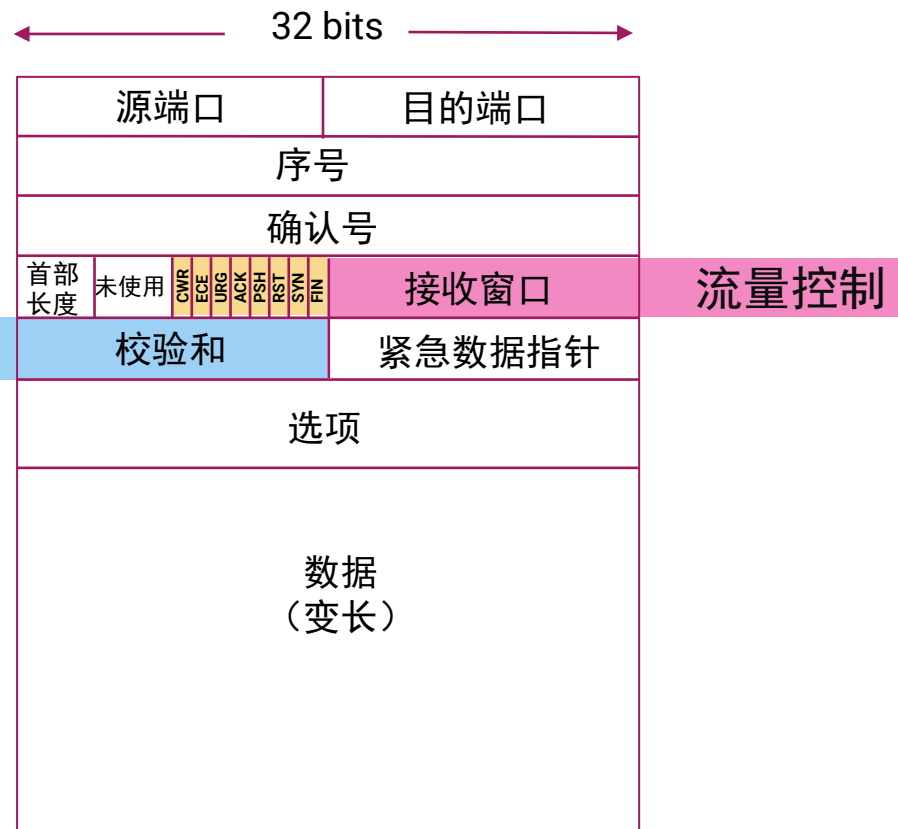 32 bits
源端口 目的端口
序号
确认号
首部
长度
未使用 CWR ECE URG ACK PSH RST SYN FIN 接收窗口 流量控制
校验和 紧急数据指针
选项
数据
（变长）